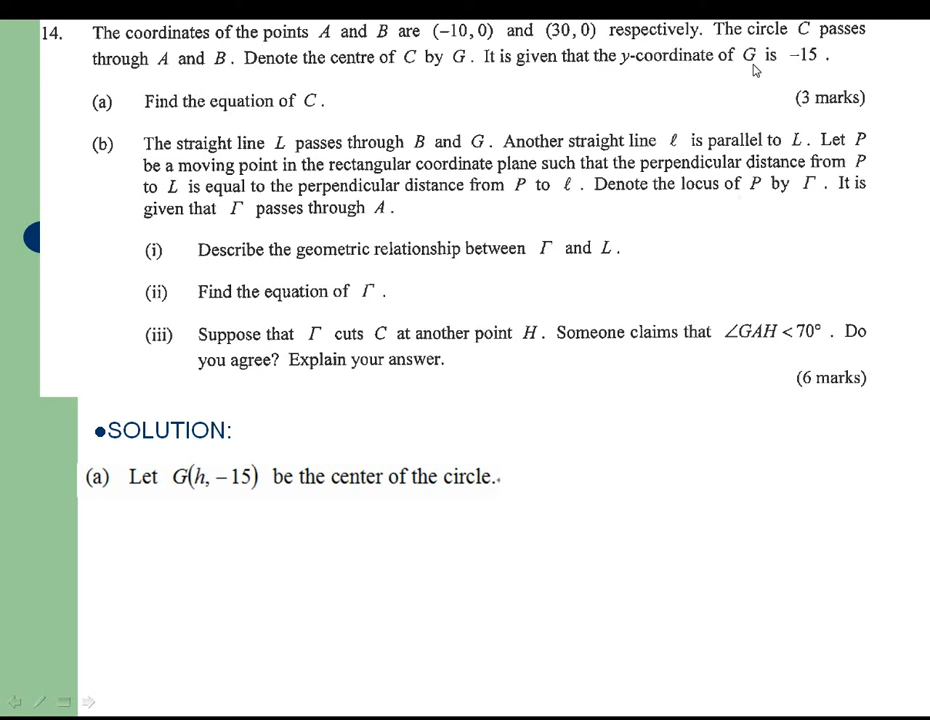 14. The coordinates of the points A and B are (−10, 0) and (30, 0) respectively. The circle C passes
through A and B. Denote the centre of C by G. It is given that the y-coordinate of G is −15.
(a) Find the equation of C. (3 marks)
(b) The straight line L passes through B and G. Another straight line ℓ is parallel to L. Let P
be a moving point in the rectangular coordinate plane such that the perpendicular distance from P
to L is equal to the perpendicular distance from P to ℓ. Denote the locus of P by Γ. It is
given that Γ passes through A.
(i) Describe the geometric relationship between Γ and L.
(ii) Find the equation of Γ.
(iii) Suppose that Γ cuts C at another point H. Someone claims that ∠GAH < 70°. Do
you agree? Explain your answer.
(6 marks)
●SOLUTION:
(a) Let G(h, −15) be the center of the circle.